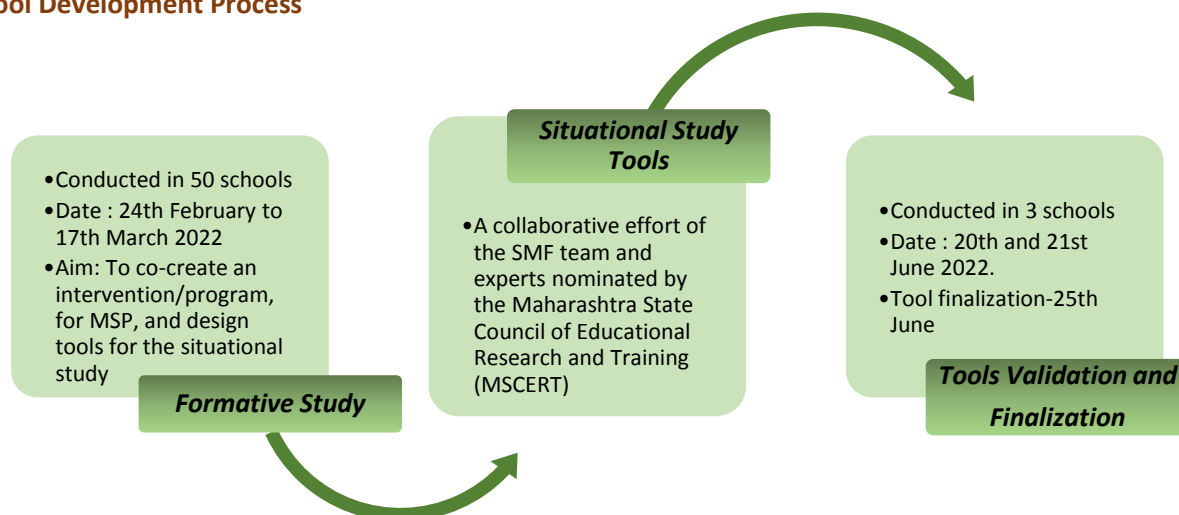 ool Development Process
•Conducted in 50 schools
•Date : 24th February to
17th March 2022
•Aim: To co-create an
intervention/program,
for MSP, and design
tools for the situational
study
Formative Study
Situational Study
Tools
•A collaborative effort of
the SMF team and
experts nominated by
the Maharashtra State
Council of Educational
Research and Training
(MSCERT)
•Conducted in 3 schools
•Date : 20th and 21st
June 2022.
•Tool finalization-25th
June
Tools Validation and
Finalization